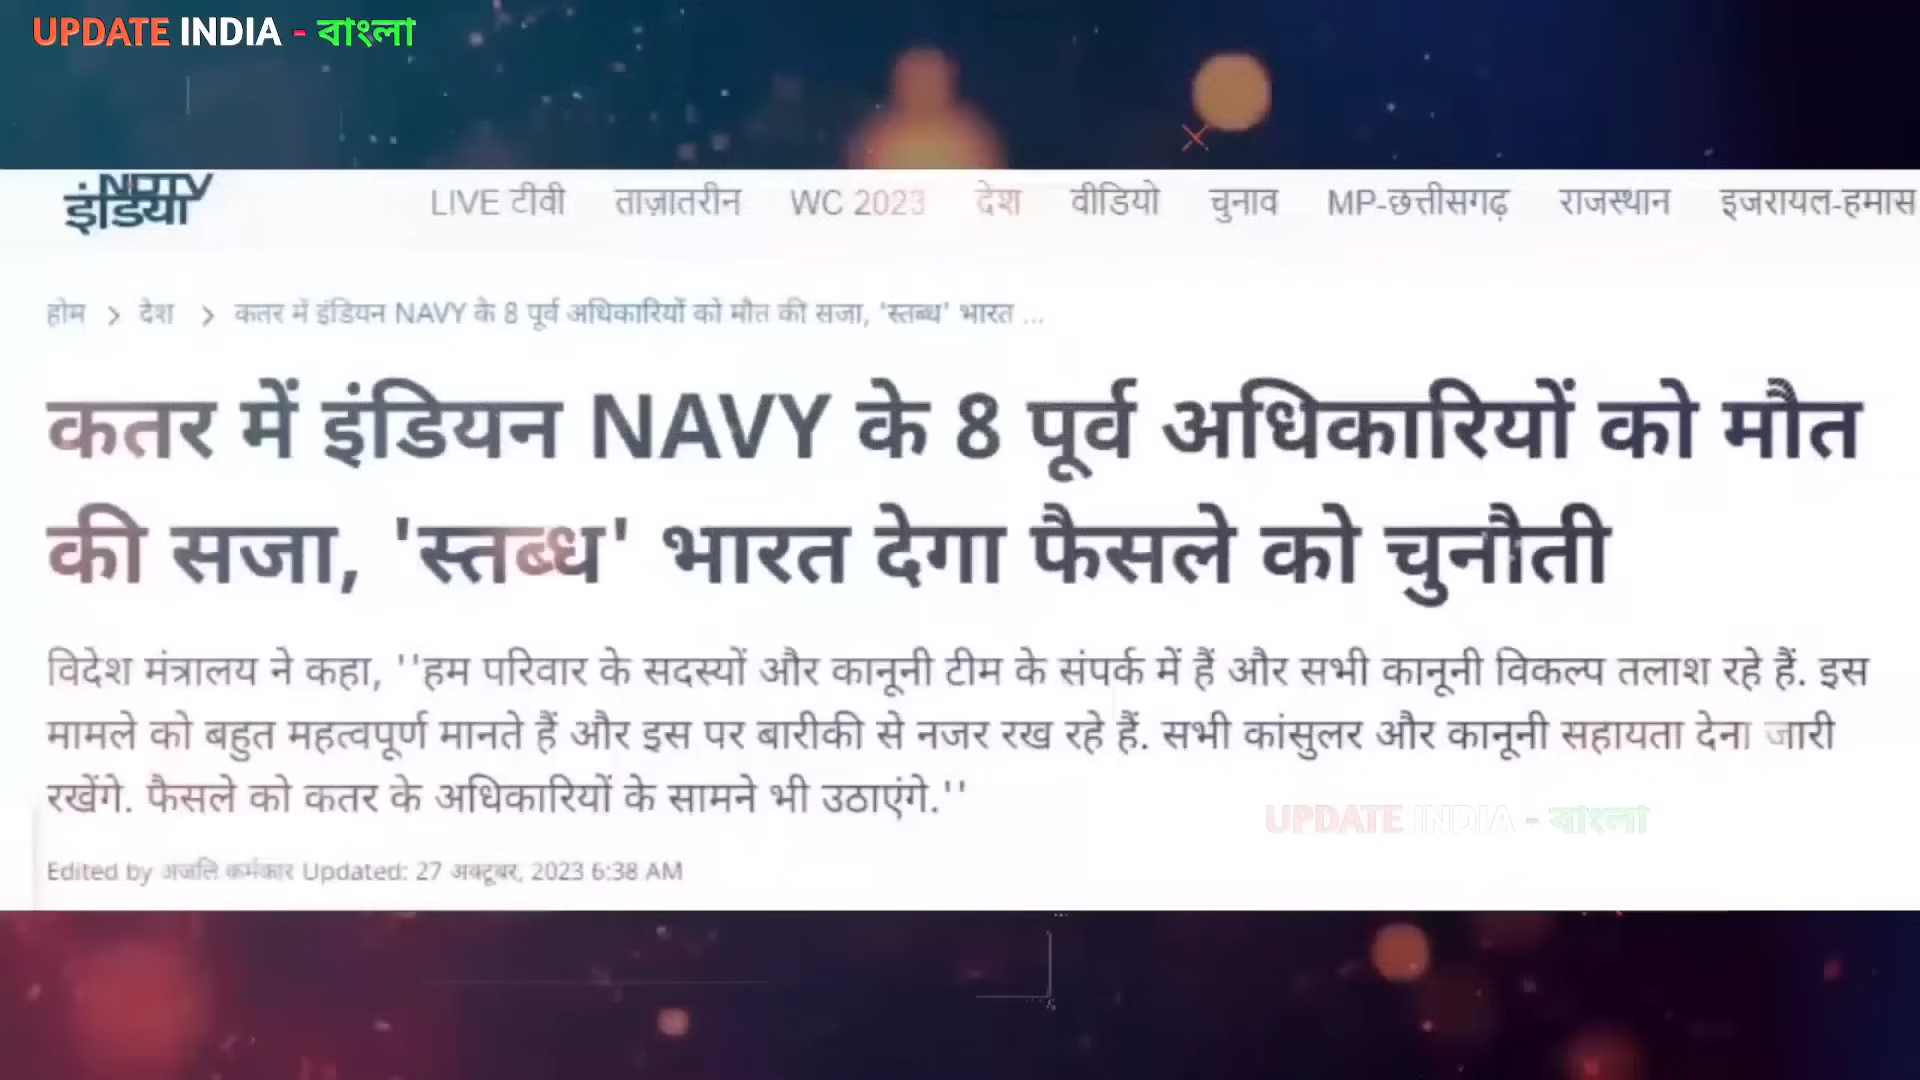 UPDATE INDIA - বাংলা
NDTV
इंडिया
LIVE टीवी ताज़ातरीन WC 2023 देश वीडियो चुनाव MP-छत्तीसगढ़ राजस्थान इजरायल-हमास
होम > देश > कतर में इंडियन NAVY के 8 पूर्व अधिकारियों को मौत की सजा, 'स्तब्ध' भारत ...
कतर में इंडियन NAVY के 8 पूर्व अधिकारियों को मौत
की सजा, 'स्तब्ध' भारत देगा फैसले को चुनौती
विदेश मंत्रालय ने कहा, ''हम परिवार के सदस्यों और कानूनी टीम के संपर्क में हैं और सभी कानूनी विकल्प तलाश रहे हैं. इस
मामले को बहुत महत्वपूर्ण मानते हैं और इस पर बारीकी से नजर रख रहे हैं. सभी कांसुलर और कानूनी सहायता देना जारी
रखेंगे. फैसले को कतर के अधिकारियों के सामने भी उठाएंगे.''
UPDATE INDIA - বাংলা
Edited by अंजलि कर्मकार Updated: 27 अक्टूबर, 2023 6:38 AM